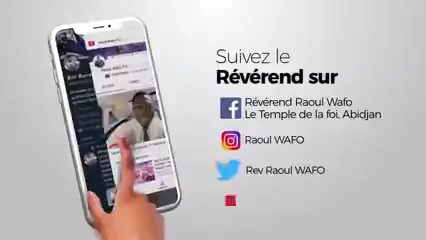 Suivez le
Révérend sur
Révérend Raoul Wafo
Le Temple de la foi, Abidjan
Raoul WAFO
Rev Raoul WAFO